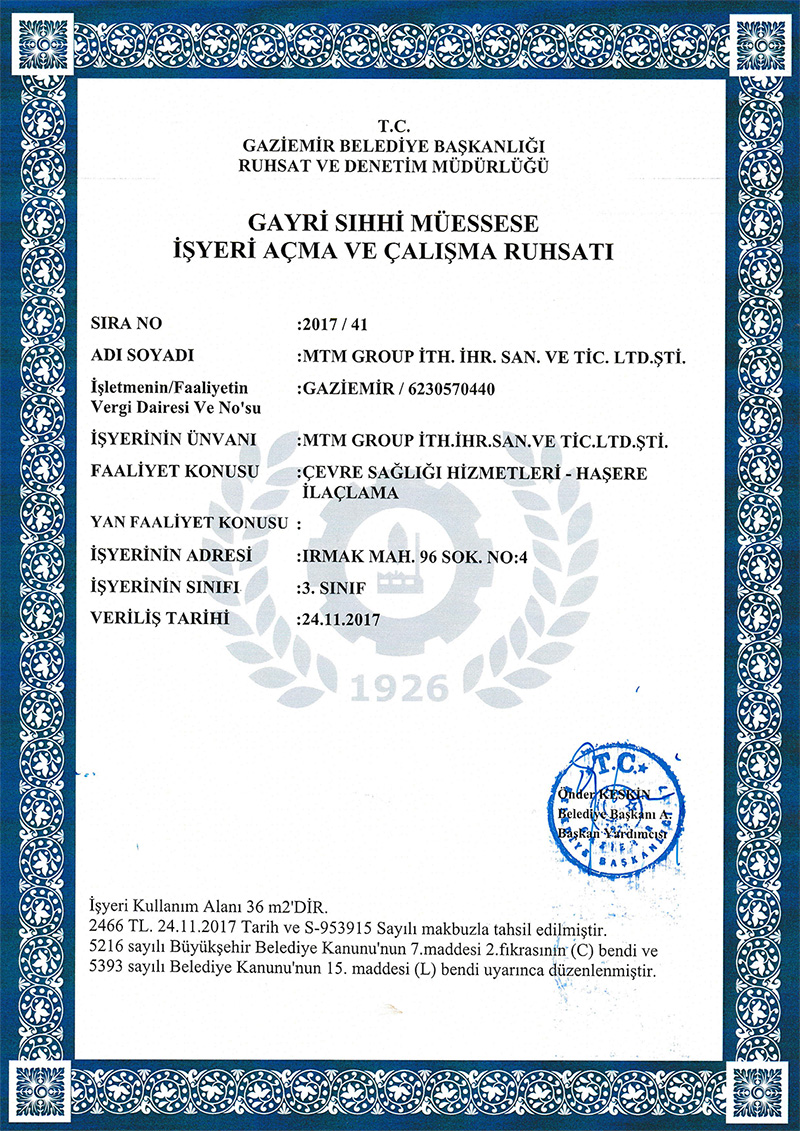 T.C.
GAZİEMİR BELEDİYE BAŞKANLIĞI
RUHSAT VE DENETİM MÜDÜRLÜĞÜ
GAYRİ SIHHİ MÜESSESE
İŞYERİ AÇMA VE ÇALIŞMA RUHSATI
SIRA NO :2017 / 41
ADI SOYADI :MTM GROUP İTH. İHR. SAN. VE TİC. LTD.ŞTİ.
İşletmenin/Faaliyetin :GAZİEMİR / 6230570440
Vergi Dairesi Ve No'su
İŞYERİNİN ÜNVANI :MTM GROUP İTH.İHR.SAN.VE TİC.LTD.ŞTİ.
FAALİYET KONUSU :ÇEVRE SAĞLIĞI HİZMETLERİ - HAŞERE
İLAÇLAMA
YAN FAALİYET KONUSU :
İŞYERİNİN ADRESİ :IRMAK MAH. 96 SOK. NO:4
İŞYERİNİN SINIFI :3. SINIF
VERİLİŞ TARİHİ :24.11.2017
1926
T.C.
Önder KESKİN
Belediye Başkanı A.
Başkan Yardımcısı
İşyeri Kullanım Alanı 36 m2'DİR.
2466 TL. 24.11.2017 Tarih ve S-953915 Sayılı makbuzla tahsil edilmiştir.
5216 sayılı Büyükşehir Belediye Kanunu'nun 7.maddesi 2.fıkrasının (C) bendi ve
5393 sayılı Belediye Kanunu'nun 15. maddesi (L) bendi uyarınca düzenlenmiştir.